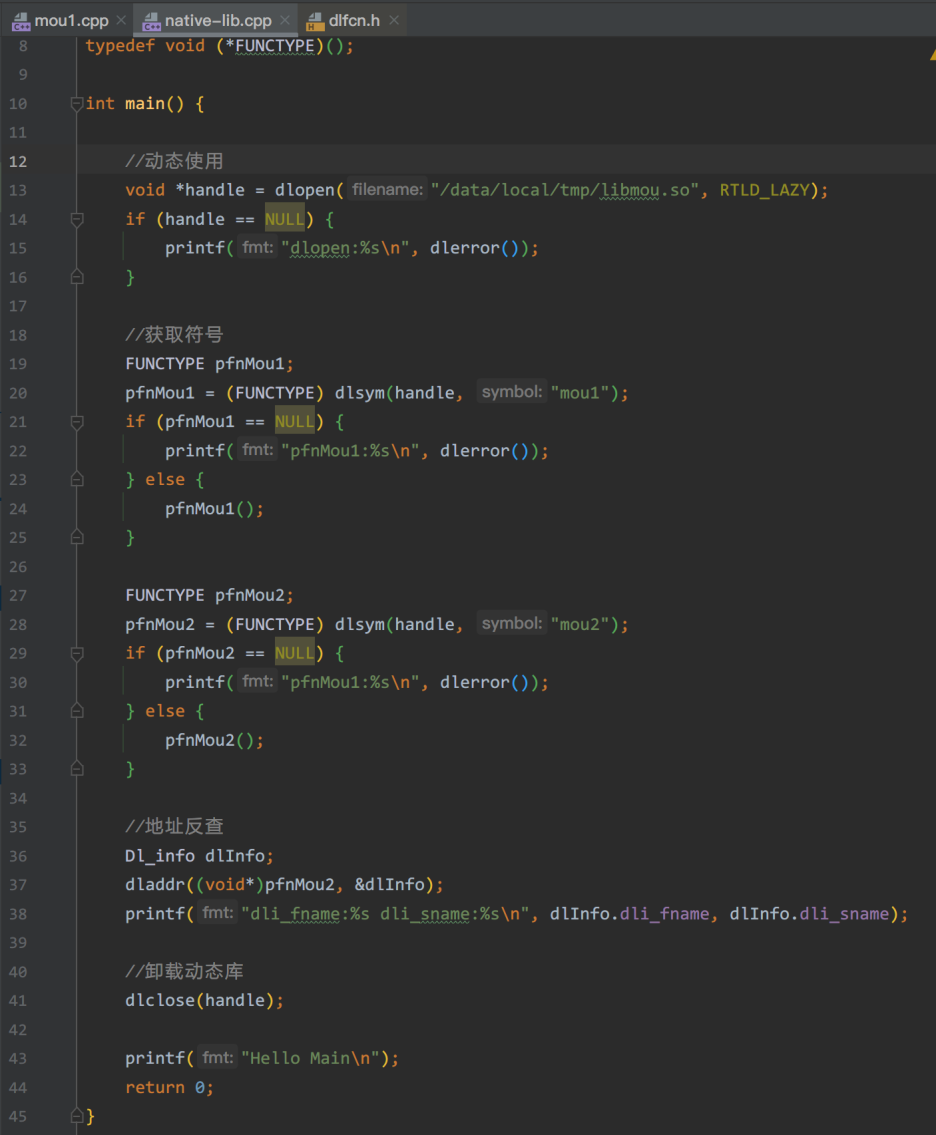 mou1.cpp native-lib.cpp dlfcn.h
8 typedef void (*FUNCTYPE)();
9
10 int main() {
11
12     //动态使用
13     void *handle = dlopen( filename: "/data/local/tmp/libmou.so", RTLD_LAZY);
14     if (handle == NULL) {
15         printf( fmt: "dlopen:%s\n", dlerror());
16     }
17
18     //获取符号
19     FUNCTYPE pfnMou1;
20     pfnMou1 = (FUNCTYPE) dlsym(handle, symbol: "mou1");
21     if (pfnMou1 == NULL) {
22         printf( fmt: "pfnMou1:%s\n", dlerror());
23     } else {
24         pfnMou1();
25     }
26
27     FUNCTYPE pfnMou2;
28     pfnMou2 = (FUNCTYPE) dlsym(handle, symbol: "mou2");
29     if (pfnMou2 == NULL) {
30         printf( fmt: "pfnMou1:%s\n", dlerror());
31     } else {
32         pfnMou2();
33     }
34
35     //地址反查
36     Dl_info dlInfo;
37     dladdr((void*)pfnMou2, &dlInfo);
38     printf( fmt: "dli_fname:%s dli_sname:%s\n", dlInfo.dli_fname, dlInfo.dli_sname);
39
40     //卸载动态库
41     dlclose(handle);
42
43     printf( fmt: "Hello Main\n");
44     return 0;
45 }